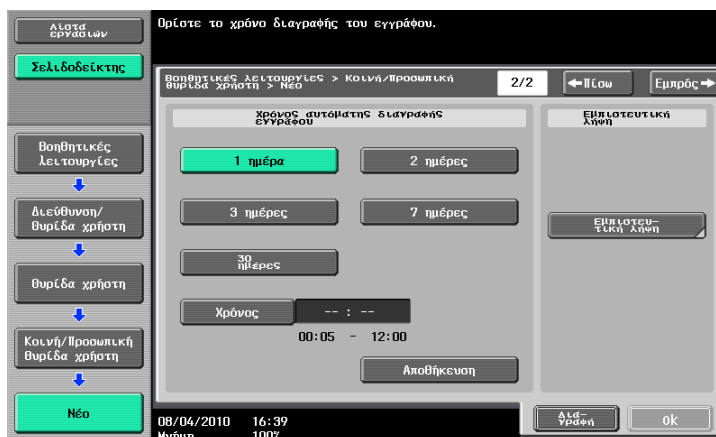 Λίστα
εργασιών
Ορίστε το χρόνο διαγραφής του εγγράφου.
Σελιδοδείκτης
Βοηθητικές λειτουργίες > Κοινή/Προσωπική
θυρίδα χρήστη > Νέο
2/2
Πίσω
Εμπρός
Χρόνος αυτόματης διαγραφής
εγγράφου
Εμπιστευτική
λήψη
Βοηθητικές
λειτουργίες
1 ημέρα
2 ημέρες
Διεύθυνση/
θυρίδα χρήστη
3 ημέρες
7 ημέρες
Εμπιστευ-
τική λήψη
30
ημέρες
θυρίδα χρήστη
Χρόνος
-- : --
00:05 - 12:00
Κοινή/Προσωπική
θυρίδα χρήστη
Αποθήκευση
Νέο
08/04/2010 16:39
Μνήμη 100%
Δια-
γραφή
ok